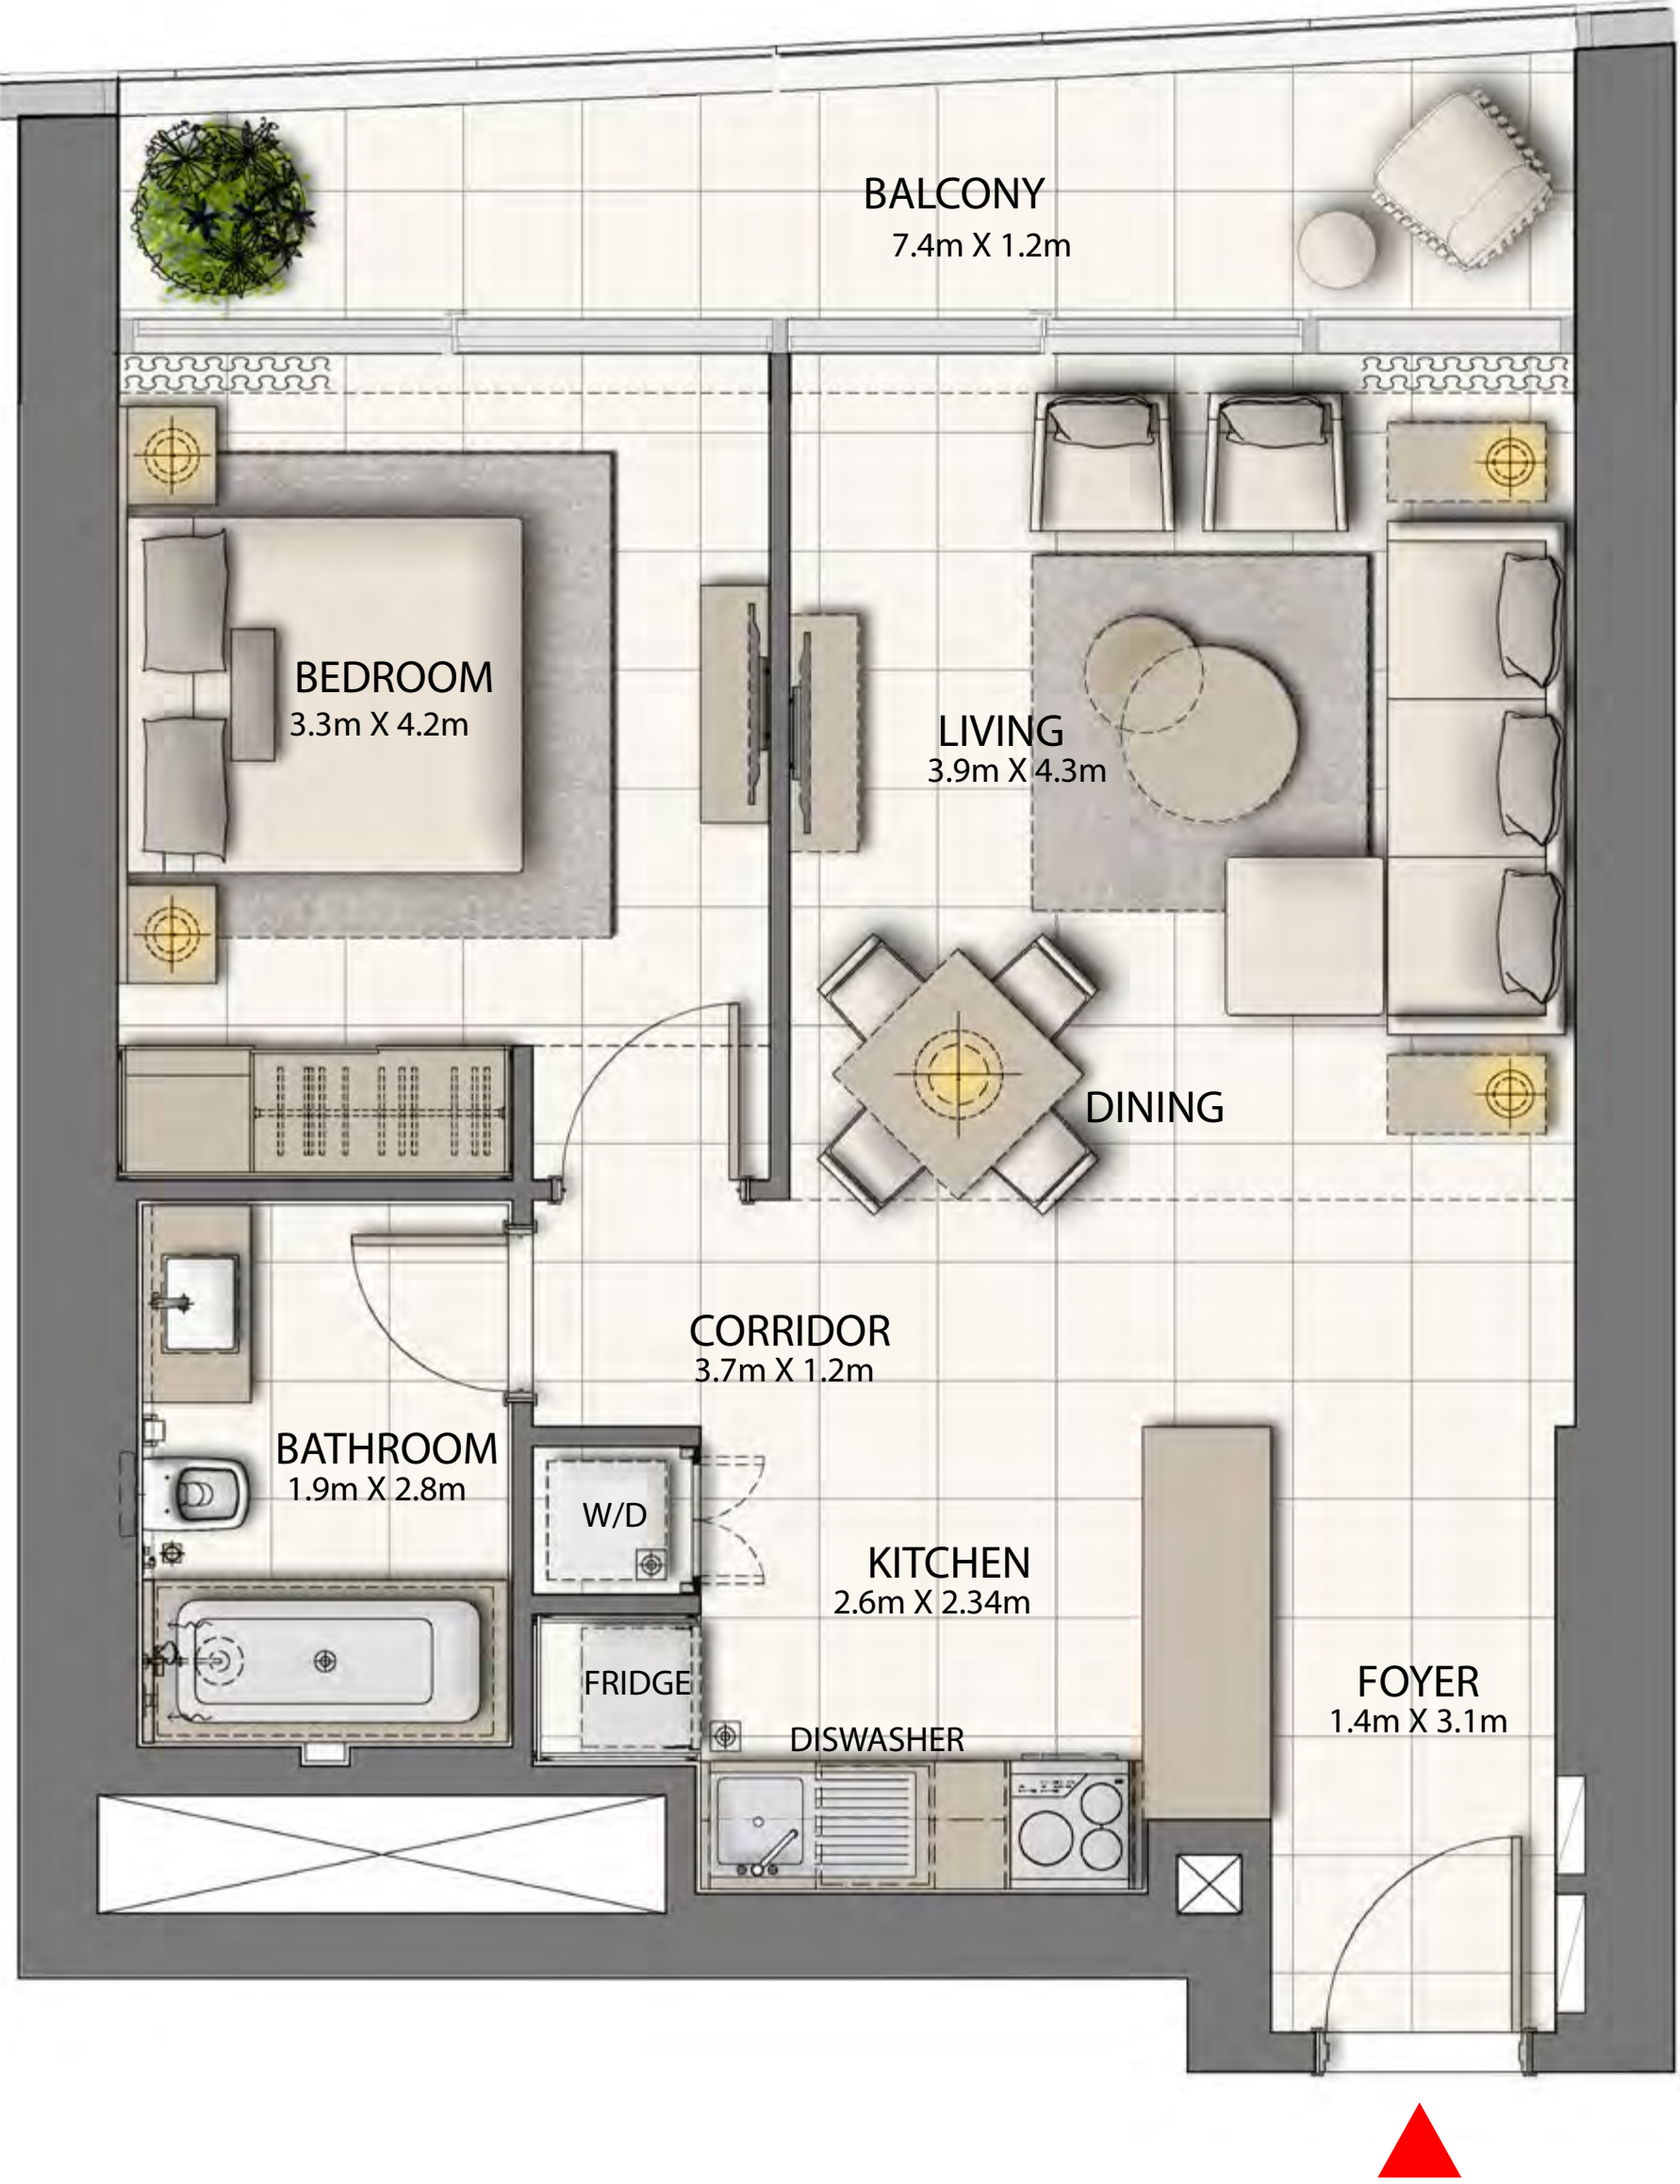 BALCONY
7.4m X 1.2m
BEDROOM
3.3m X 4.2m
LIVING
3.9m X 4.3m
DINING
CORRIDOR
3.7m X 1.2m
BATHROOM
1.9m X 2.8m
W/D
KITCHEN
2.6m X 2.34m
FRIDGE
DISWASHER
FOYER
1.4m X 3.1m